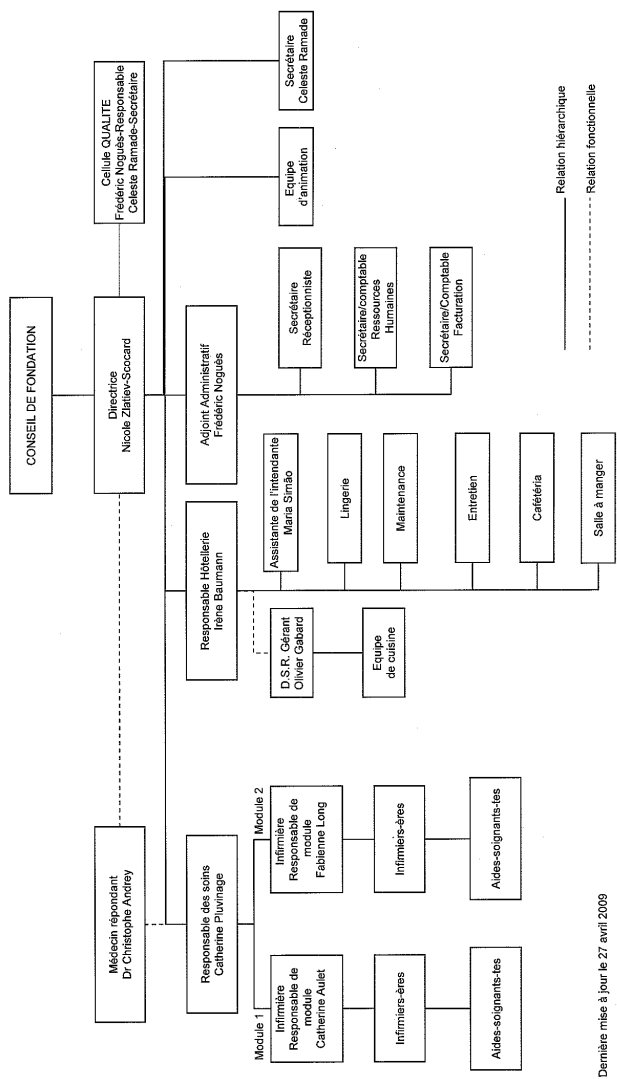 CONSEIL DE FONDATION
Directrice
Nicole Zlatiev-Scocard
Cellule QUALITE
Frédéric Noguès-Responsable
Celeste Ramade-Secrétaire
Médecin répondant
Dr Christophe Andrey
Responsable des soins
Catherine Pluvinage
Module 1
Infirmière
Responsable de
module
Catherine Aulet
Infirmiers-ères
Aides-soignants-tes
Module 2
Infirmière
Responsable de
module
Fabienne Long
Infirmiers-ères
Aides-soignants-tes
Responsable Hôtellerie
Irène Baumann
D.S.R. Gérant
Olivier Gabard
Equipe
de cuisine
Assistante de l'intendante
Maria Simão
Lingerie
Maintenance
Entretien
Cafétéria
Salle à manger
Adjoint Administratif
Frédéric Noguès
Secrétaire
Réceptionniste
Secrétaire/comptable
Ressources
Humaines
Secrétaire/Comptable
Facturation
Equipe
d'animation
Secrétaire
Celeste Ramade
Relation hiérarchique
Relation fonctionnelle
Dernière mise à jour le 27 avril 2009